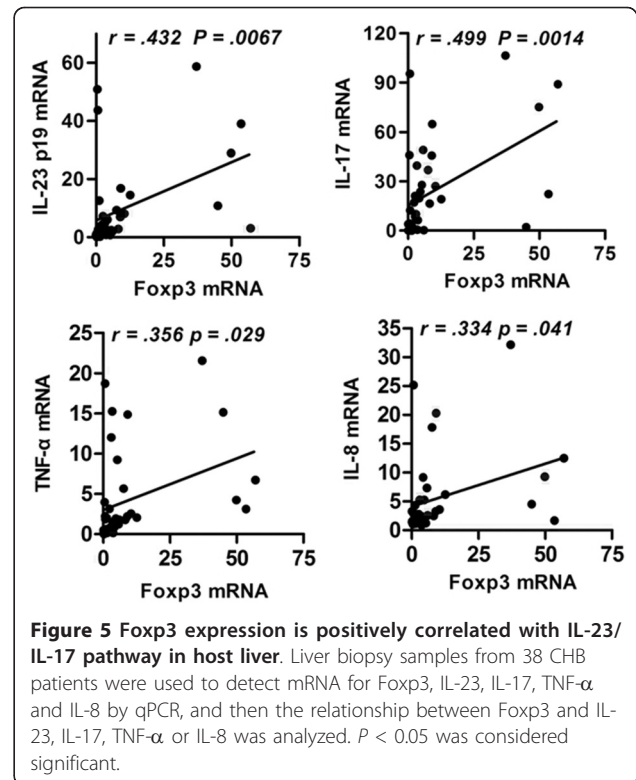 r = .432 P = .0067
60
40
20
0
IL-23 p19 mRNA
0 25 50 75
Foxp3 mRNA
r = .499 P = .0014
120
90
60
30
0
IL-17 mRNA
0 25 50 75
Foxp3 mRNA
r = .356 p = .029
25
20
15
10
5
0
TNF-α mRNA
0 25 50 75
Foxp3 mRNA
r = .334 p = .041
35
30
25
20
15
10
5
0
IL-8 mRNA
0 25 50 75
Foxp3 mRNA
Figure 5 Foxp3 expression is positively correlated with IL-23/
IL-17 pathway in host liver. Liver biopsy samples from 38 CHB
patients were used to detect mRNA for Foxp3, IL-23, IL-17, TNF-α
and IL-8 by qPCR, and then the relationship between Foxp3 and IL-
23, IL-17, TNF-α or IL-8 was analyzed. P < 0.05 was considered
significant.